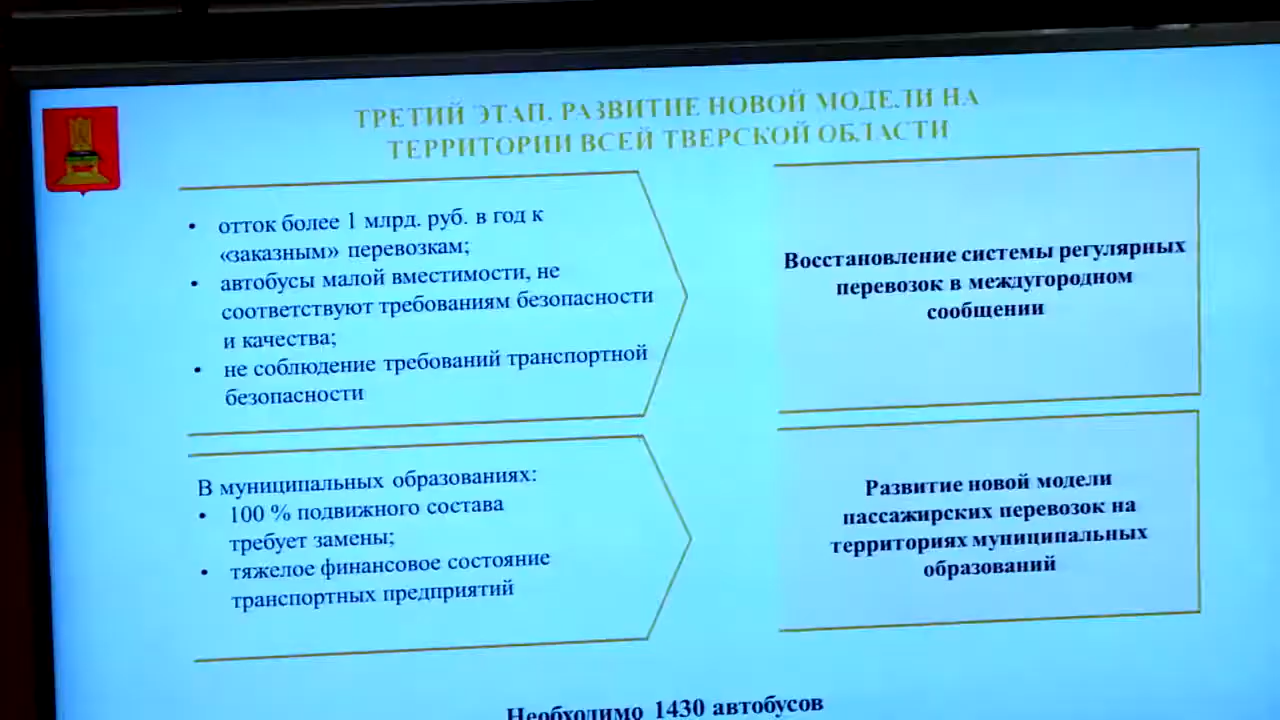 ТРЕТИЙ ЭТАП. РАЗВИТИЕ НОВОЙ МОДЕЛИ НА
ТЕРРИТОРИИ ВСЕЙ ТВЕРСКОЙ ОБЛАСТИ
• отток более 1 млрд. руб. в год к
«заказным» перевозкам;
• автобусы малой вместимости, не
соответствуют требованиям безопасности
и качества;
• не соблюдение требований транспортной
безопасности
Восстановление системы регулярных
перевозок в междугородном
сообщении
В муниципальных образованиях:
• 100 % подвижного состава
требует замены;
• тяжелое финансовое состояние
транспортных предприятий
Развитие новой модели
пассажирских перевозок на
территориях муниципальных
образований
Необходимо 1430 автобусов